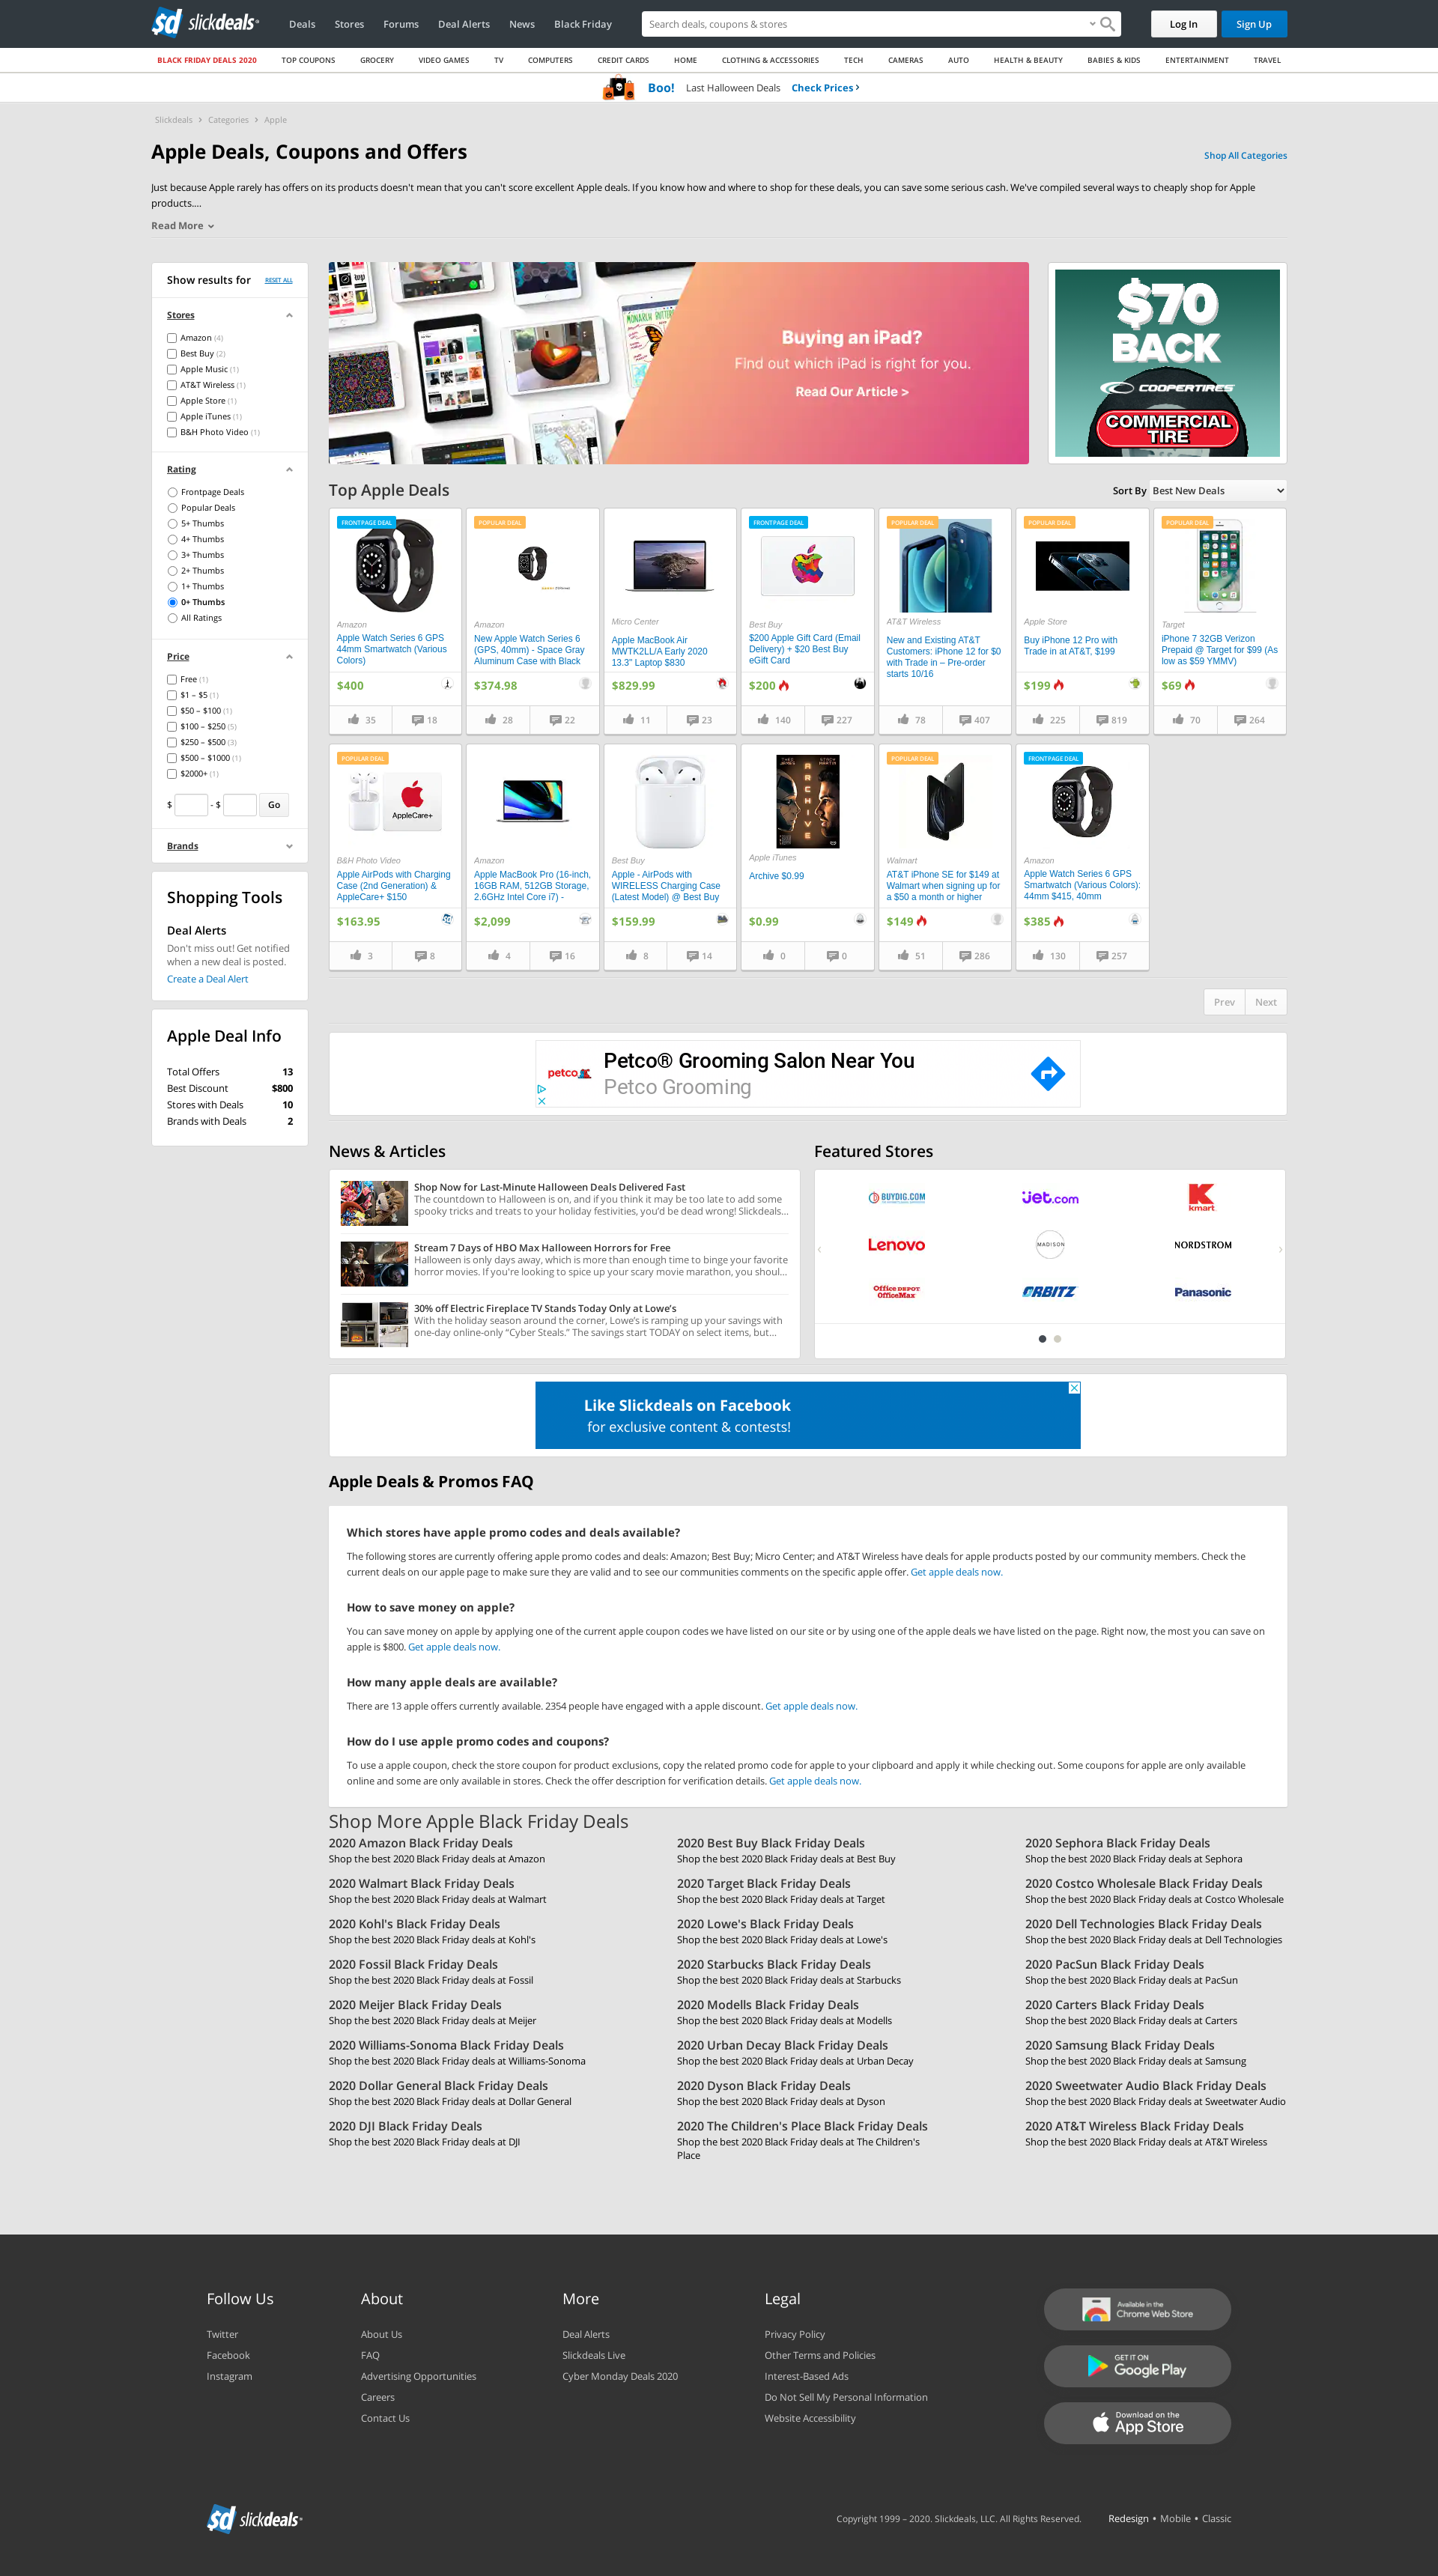 slickdeals
Deals
Stores
Forums
Deal Alerts
News
Black Friday
Search deals, coupons & stores
Log In
Sign Up
BLACK FRIDAY DEALS 2020
TOP COUPONS
GROCERY
VIDEO GAMES
TV
COMPUTERS
CREDIT CARDS
HOME
CLOTHING & ACCESSORIES
TECH
CAMERAS
AUTO
HEALTH & BEAUTY
BABIES & KIDS
ENTERTAINMENT
TRAVEL
Boo! Last Halloween Deals Check Prices ›
Slickdeals › Categories › Apple
Apple Deals, Coupons and Offers
Shop All Categories
Just because Apple rarely has offers on its products doesn't mean that you can't score excellent Apple deals. If you know how and where to shop for these deals, you can save some serious cash. We've compiled several ways to cheaply shop for Apple
products....
Read More
Show results for
RESET ALL
Stores
Amazon (4)
Best Buy (2)
Apple Music (1)
AT&T Wireless (1)
Apple Store (1)
Apple iTunes (1)
B&H Photo Video (1)
Rating
Frontpage Deals
Popular Deals
5+ Thumbs
4+ Thumbs
3+ Thumbs
2+ Thumbs
1+ Thumbs
0+ Thumbs
All Ratings
Price
Free (1)
$1 – $5 (1)
$50 – $100 (1)
$100 – $250 (5)
$250 – $500 (3)
$500 – $1000 (1)
$2000+ (1)
$ - $ Go
Brands
Shopping Tools
Deal Alerts
Don't miss out! Get notified
when a new deal is posted.
Create a Deal Alert
Apple Deal Info
Total Offers 13
Best Discount $800
Stores with Deals 10
Brands with Deals 2
Buying an iPad?
Find out which iPad is right for you.
Read Our Article >
$70
BACK
COOPERTIRES
COMMERCIAL
TIRE
Top Apple Deals
Sort By Best New Deals
FRONTPAGE DEAL
Amazon
Apple Watch Series 6 GPS
44mm Smartwatch (Various
Colors)
$400
35 18
POPULAR DEAL
Amazon
New Apple Watch Series 6
(GPS, 40mm) - Space Gray
Aluminum Case with Black
$374.98
28 22
Micro Center
Apple MacBook Air
MWTK2LL/A Early 2020
13.3" Laptop $830
$829.99
11 23
FRONTPAGE DEAL
Best Buy
$200 Apple Gift Card (Email
Delivery) + $20 Best Buy
eGift Card
$200
140 227
POPULAR DEAL
AT&T Wireless
New and Existing AT&T
Customers: iPhone 12 for $0
with Trade in – Pre-order
starts 10/16
78 407
POPULAR DEAL
Apple Store
Buy iPhone 12 Pro with
Trade in at AT&T, $199
$199
225 819
POPULAR DEAL
Target
iPhone 7 32GB Verizon
Prepaid @ Target for $99 (As
low as $59 YMMV)
$69
70 264
POPULAR DEAL
AppleCare+
B&H Photo Video
Apple AirPods with Charging
Case (2nd Generation) &
AppleCare+ $150
$163.95
3 8
Amazon
Apple MacBook Pro (16-inch,
16GB RAM, 512GB Storage,
2.6GHz Intel Core i7) -
$2,099
4 16
Best Buy
Apple - AirPods with
WIRELESS Charging Case
(Latest Model) @ Best Buy
$159.99
8 14
ARCHIVE
Apple iTunes
Archive $0.99
$0.99
0 0
POPULAR DEAL
Walmart
AT&T iPhone SE for $149 at
Walmart when signing up for
a $50 a month or higher
$149
51 286
FRONTPAGE DEAL
Amazon
Apple Watch Series 6 GPS
Smartwatch (Various Colors):
44mm $415, 40mm
$385
130 257
Prev Next
petco
Petco® Grooming Salon Near You
Petco Grooming
News & Articles
Shop Now for Last-Minute Halloween Deals Delivered Fast
The countdown to Halloween is on, and if you think it may be too late to add some
spooky tricks and treats to your holiday festivities, you'd be dead wrong! Slickdeals...
Stream 7 Days of HBO Max Halloween Horrors for Free
Halloween is only days away, which is more than enough time to binge your favorite
horror movies. If you're looking to spice up your scary movie marathon, you shoul...
30% off Electric Fireplace TV Stands Today Only at Lowe's
With the holiday season around the corner, Lowe's is ramping up your savings with
one-day online-only "Cyber Steals." The savings start TODAY on select items, but...
Featured Stores
BUYDIG.COM
Jet.com
kmart
Lenovo
MADISON
NORDSTROM
Office DEPOT
OfficeMax
ORBITZ
Panasonic
Like Slickdeals on Facebook
for exclusive content & contests!
Apple Deals & Promos FAQ
Which stores have apple promo codes and deals available?
The following stores are currently offering apple promo codes and deals: Amazon; Best Buy; Micro Center; and AT&T Wireless have deals for apple products posted by our community members. Check the
current deals on our apple page to make sure they are valid and to see our communities comments on the specific apple offer. Get apple deals now.
How to save money on apple?
You can save money on apple by applying one of the current apple coupon codes we have listed on our site or by using one of the apple deals we have listed on the page. Right now, the most you can save on
apple is $800. Get apple deals now.
How many apple deals are available?
There are 13 apple offers currently available. 2354 people have engaged with a apple discount. Get apple deals now.
How do I use apple promo codes and coupons?
To use a apple coupon, check the store coupon for product exclusions, copy the related promo code for apple to your clipboard and apply it while checking out. Some coupons for apple are only available
online and some are only available in stores. Check the offer description for verification details. Get apple deals now.
Shop More Apple Black Friday Deals
2020 Amazon Black Friday Deals
Shop the best 2020 Black Friday deals at Amazon
2020 Best Buy Black Friday Deals
Shop the best 2020 Black Friday deals at Best Buy
2020 Sephora Black Friday Deals
Shop the best 2020 Black Friday deals at Sephora
2020 Walmart Black Friday Deals
Shop the best 2020 Black Friday deals at Walmart
2020 Target Black Friday Deals
Shop the best 2020 Black Friday deals at Target
2020 Costco Wholesale Black Friday Deals
Shop the best 2020 Black Friday deals at Costco Wholesale
2020 Kohl's Black Friday Deals
Shop the best 2020 Black Friday deals at Kohl's
2020 Lowe's Black Friday Deals
Shop the best 2020 Black Friday deals at Lowe's
2020 Dell Technologies Black Friday Deals
Shop the best 2020 Black Friday deals at Dell Technologies
2020 Fossil Black Friday Deals
Shop the best 2020 Black Friday deals at Fossil
2020 Starbucks Black Friday Deals
Shop the best 2020 Black Friday deals at Starbucks
2020 PacSun Black Friday Deals
Shop the best 2020 Black Friday deals at PacSun
2020 Meijer Black Friday Deals
Shop the best 2020 Black Friday deals at Meijer
2020 Modells Black Friday Deals
Shop the best 2020 Black Friday deals at Modells
2020 Carters Black Friday Deals
Shop the best 2020 Black Friday deals at Carters
2020 Williams-Sonoma Black Friday Deals
Shop the best 2020 Black Friday deals at Williams-Sonoma
2020 Urban Decay Black Friday Deals
Shop the best 2020 Black Friday deals at Urban Decay
2020 Samsung Black Friday Deals
Shop the best 2020 Black Friday deals at Samsung
2020 Dollar General Black Friday Deals
Shop the best 2020 Black Friday deals at Dollar General
2020 Dyson Black Friday Deals
Shop the best 2020 Black Friday deals at Dyson
2020 Sweetwater Audio Black Friday Deals
Shop the best 2020 Black Friday deals at Sweetwater Audio
2020 DJI Black Friday Deals
Shop the best 2020 Black Friday deals at DJI
2020 The Children's Place Black Friday Deals
Shop the best 2020 Black Friday deals at The Children's
Place
2020 AT&T Wireless Black Friday Deals
Shop the best 2020 Black Friday deals at AT&T Wireless
Follow Us
Twitter
Facebook
Instagram
About
About Us
FAQ
Advertising Opportunities
Careers
Contact Us
More
Deal Alerts
Slickdeals Live
Cyber Monday Deals 2020
Legal
Privacy Policy
Other Terms and Policies
Interest-Based Ads
Do Not Sell My Personal Information
Website Accessibility
Available in the
Chrome Web Store
GET IT ON
Google Play
Download on the
App Store
slickdeals
Copyright 1999 – 2020. Slickdeals, LLC. All Rights Reserved.
Redesign • Mobile • Classic